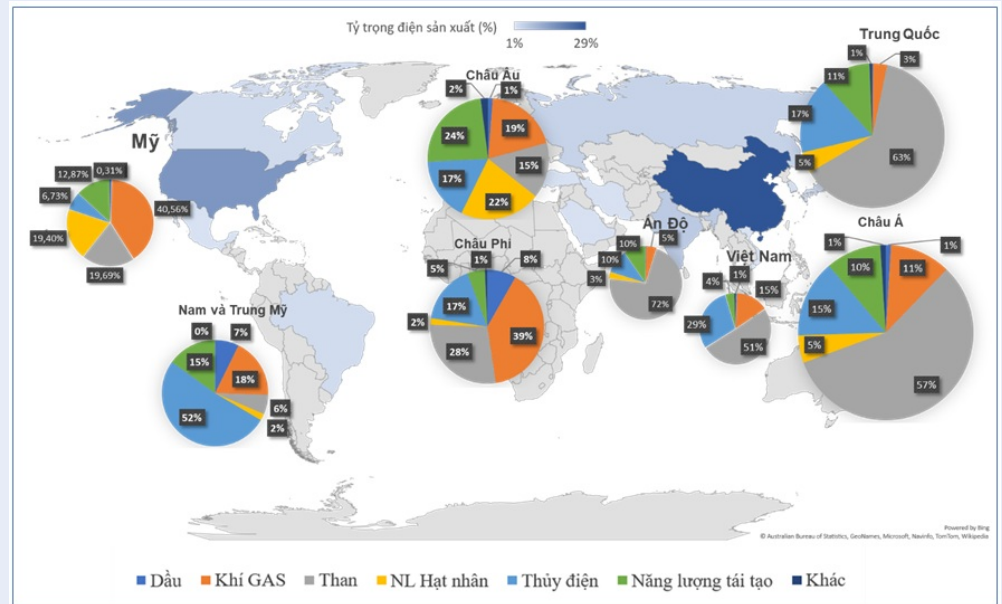 Tỷ trọng điện sản xuất (%)
1% 29%
Trung Quốc
1% 3%
11%
17%
5%
63%
Châu Âu
2% 1%
24% 19%
15%
17%
22%
Mỹ
12,87% 0,31%
6,73% 40,56%
19,40%
19,69%
Châu Phi
5% 1% 8%
17%
2% 39%
28%
Ấn Độ
10% 5%
10%
3%
72%
Việt Nam
4% 1% 15%
29%
51%
Châu Á
1% 1%
10% 11%
15%
5%
57%
Nam và Trung Mỹ
0% 7%
15% 18%
6%
52% 2%
Powered by Bing
© Australian Bureau of Statistics, GeoNames, Microsoft, Navinfo, TomTom, Wikipedia
Dầu Khí GAS Than NL Hạt nhân Thủy điện Năng lượng tái tạo Khác